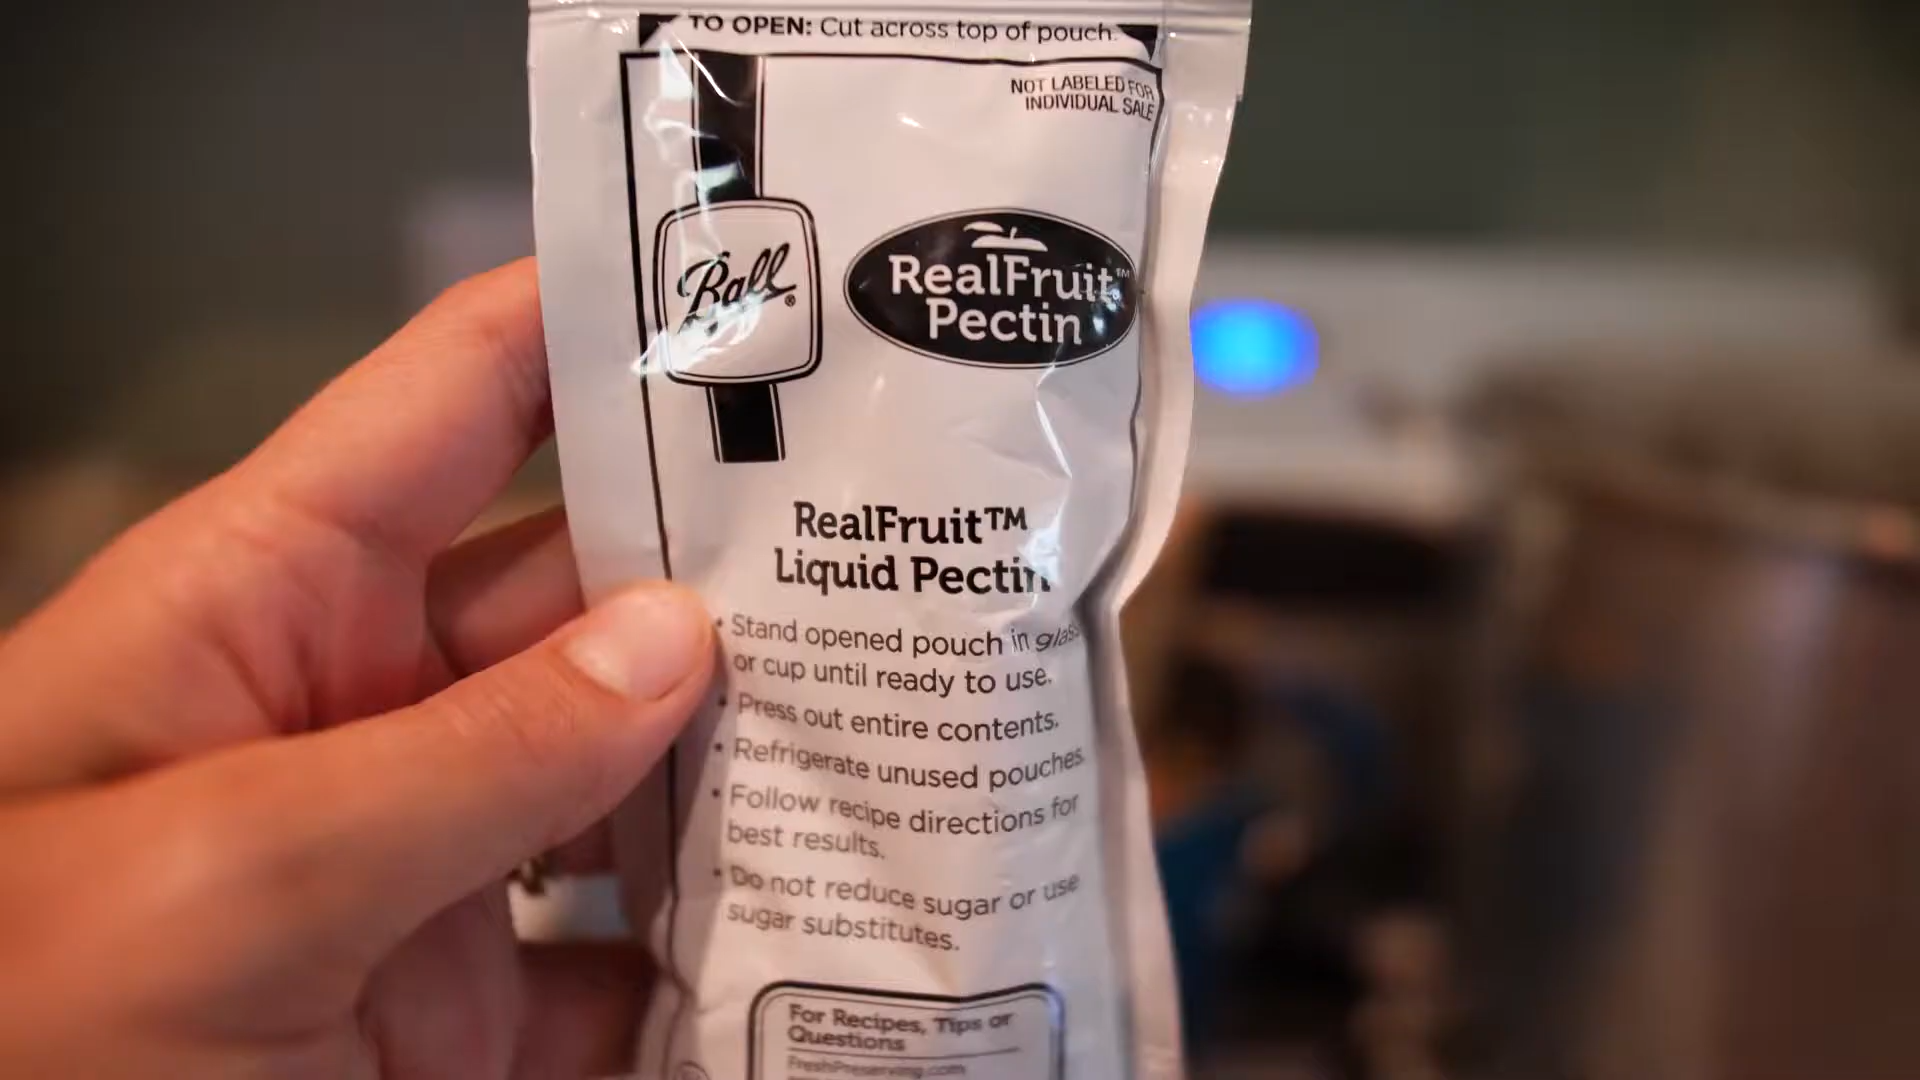 TO OPEN: Cut across top of pouch.
NOT LABELED FOR
INDIVIDUAL SALE
Ball®
RealFruit™
Pectin
RealFruit™
Liquid Pectin
• Stand opened pouch in glass
or cup until ready to use.
• Press out entire contents.
• Refrigerate unused pouches.
• Follow recipe directions for
best results.
• Do not reduce sugar or use
sugar substitutes.
For Recipes, Tips or
Questions
FreshPreserving.com